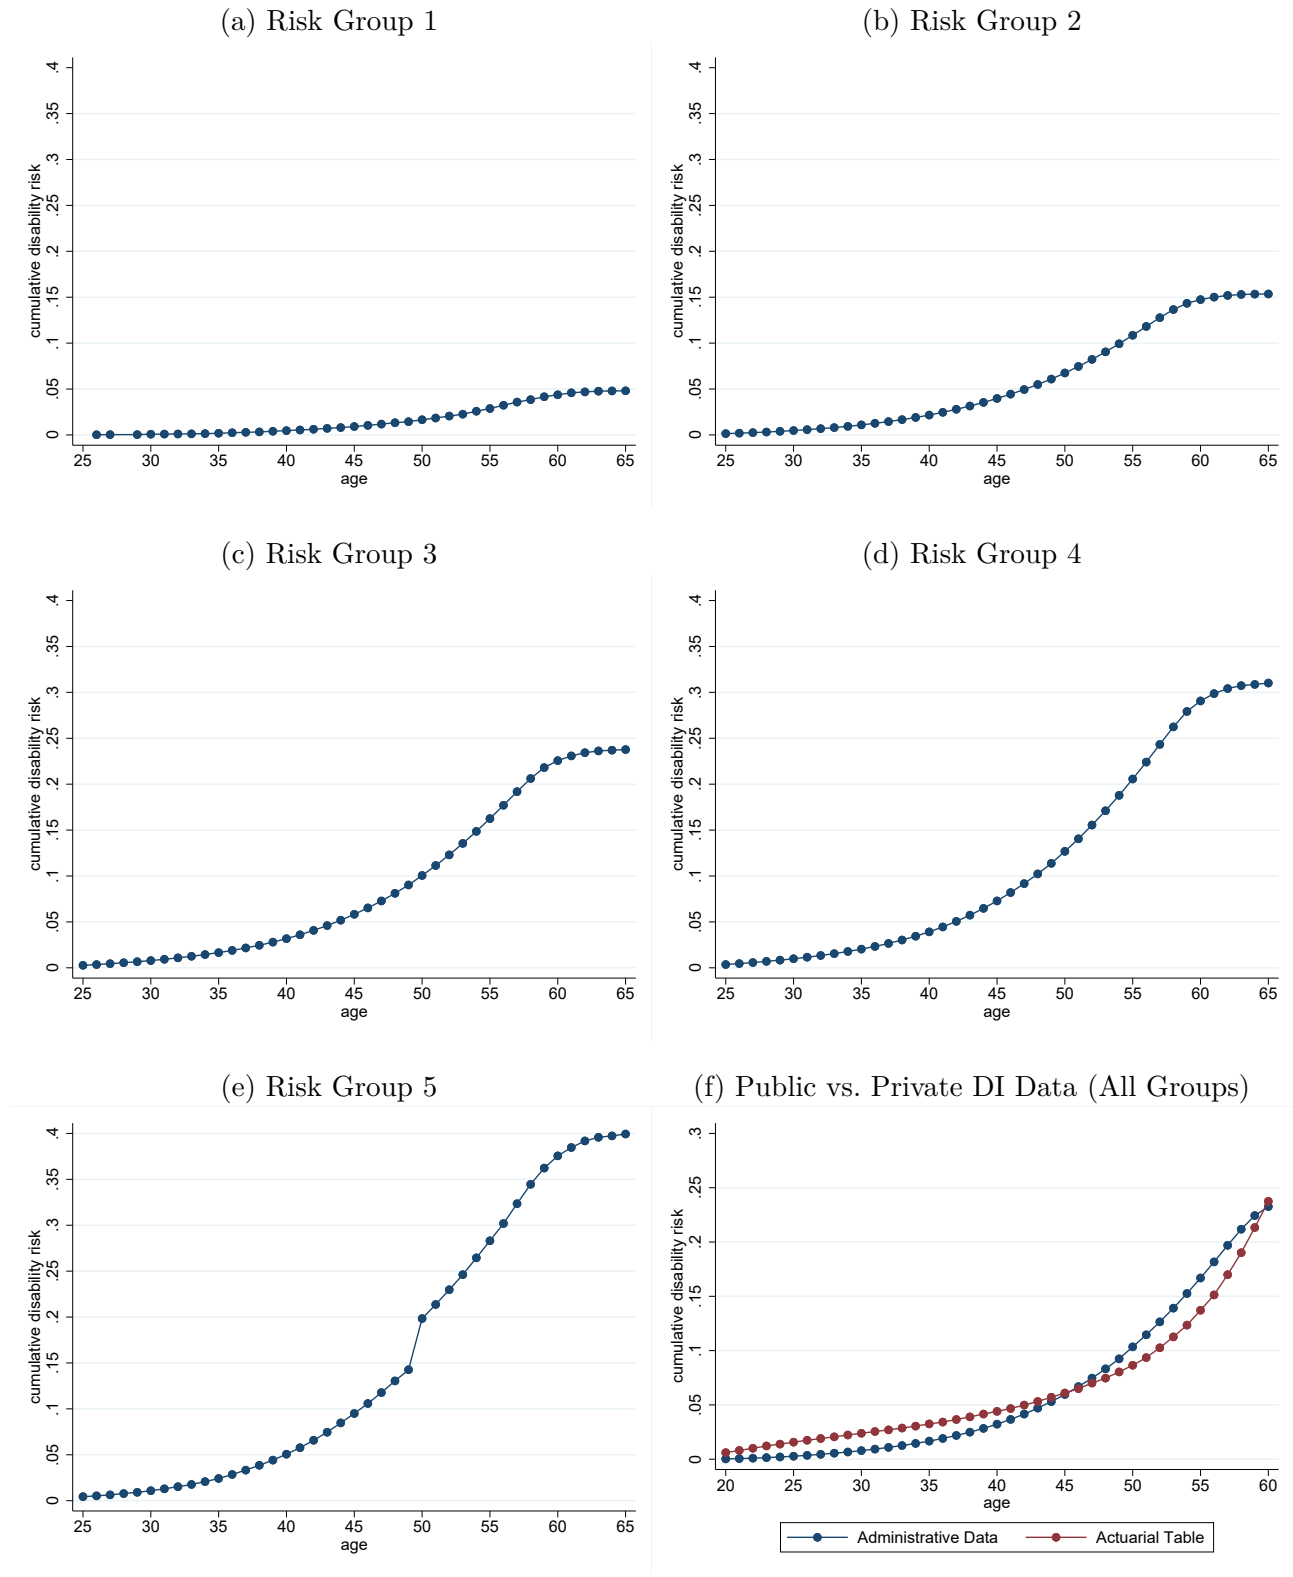 (a) Risk Group 1
cumulative disability risk
.4
.35
.3
.25
.2
.15
.1
.05
0
25 30 35 40 45 50 55 60 65
age
(b) Risk Group 2
cumulative disability risk
.4
.35
.3
.25
.2
.15
.1
.05
0
25 30 35 40 45 50 55 60 65
age
(c) Risk Group 3
cumulative disability risk
.4
.35
.3
.25
.2
.15
.1
.05
0
25 30 35 40 45 50 55 60 65
age
(d) Risk Group 4
cumulative disability risk
.4
.35
.3
.25
.2
.15
.1
.05
0
25 30 35 40 45 50 55 60 65
age
(e) Risk Group 5
cumulative disability risk
.4
.35
.3
.25
.2
.15
.1
.05
0
25 30 35 40 45 50 55 60 65
age
(f) Public vs. Private DI Data (All Groups)
cumulative disability risk
.3
.25
.2
.15
.1
.05
0
20 25 30 35 40 45 50 55 60
age
Administrative Data Actuarial Table